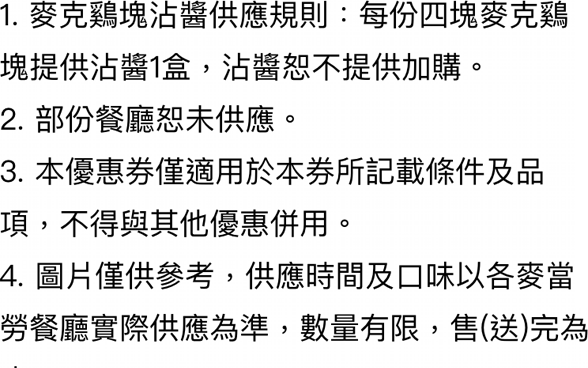 1. 麥克鷄塊沾醬供應規則：每份四塊麥克鷄
塊提供沾醬1盒，沾醬恕不提供加購。
2. 部份餐廳恕未供應。
3. 本優惠券僅適用於本券所記載條件及品
項，不得與其他優惠併用。
4. 圖片僅供參考，供應時間及口味以各麥當
勞餐廳實際供應為準，數量有限，售(送)完為